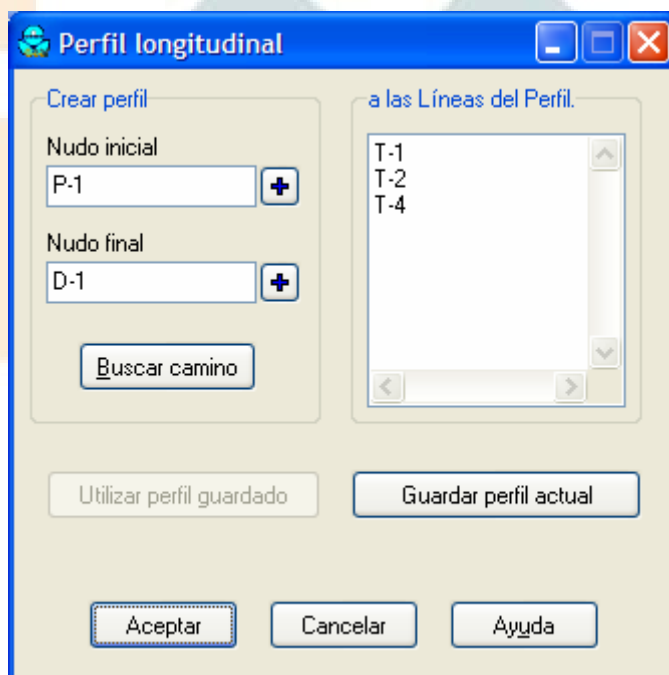 Perfil longitudinal
Crear perfil
Nudo inicial
P-1
Nudo final
D-1
Buscar camino
a las Líneas del Perfil.
T-1
T-2
T-4
Utilizar perfil guardado
Guardar perfil actual
Aceptar
Cancelar
Ayuda